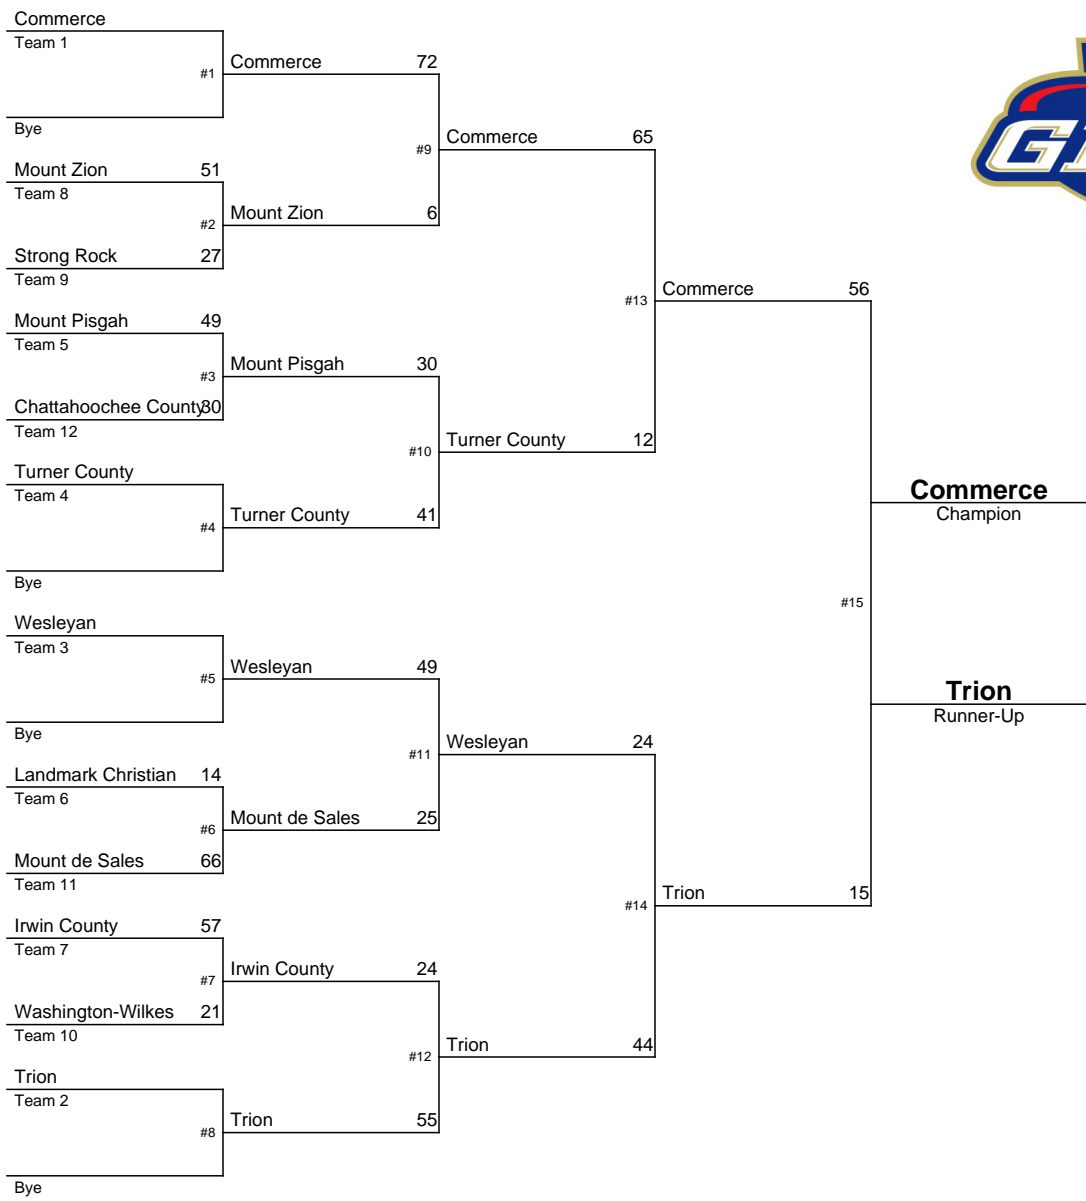 Commerce
Team 1
#1
Commerce 72
Bye
#9
Commerce 65
Mount Zion 51
Team 8
#2
Mount Zion 6
Strong Rock 27
Team 9
#13
Commerce 56
Mount Pisgah 49
Team 5
#3
Mount Pisgah 30
Chattahoochee County 30
Team 12
#10
Turner County 12
Turner County
Team 4
#4
Turner County 41
Bye
Commerce
Champion
#15
Wesleyan
Team 3
#5
Wesleyan 49
Bye
#11
Wesleyan 24
Landmark Christian 14
Team 6
#6
Mount de Sales 25
Mount de Sales 66
Team 11
Trion
Runner-Up
#14
Trion 15
Irwin County 57
Team 7
#7
Irwin County 24
Washington-Wilkes 21
Team 10
#12
Trion 44
Trion
Team 2
#8
Trion 55
Bye